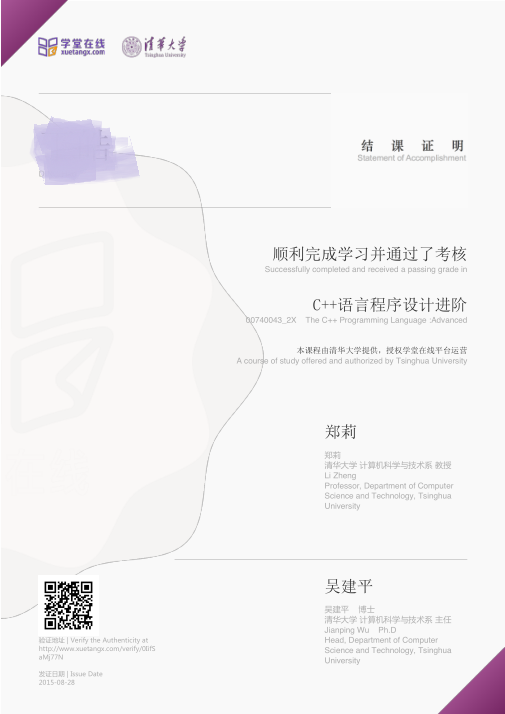 学堂在线
xuetangx.com
清华大学
Tsinghua University
结 课 证 明
Statement of Accomplishment
顺利完成学习并通过了考核
Successfully completed and received a passing grade in
C++语言程序设计进阶
00740043_2X The C++ Programming Language :Advanced
本课程由清华大学提供，授权学堂在线平台运营
A course of study offered and authorized by Tsinghua University
郑莉
郑莉
清华大学 计算机科学与技术系 教授
Li Zheng
Professor, Department of Computer
Science and Technology, Tsinghua
University
吴建平
吴建平 博士
清华大学 计算机科学与技术系 主任
Jianping Wu Ph.D
Head, Department of Computer
Science and Technology, Tsinghua
University
验证地址 | Verify the Authenticity at
发证日期 | Issue Date
2015-08-28